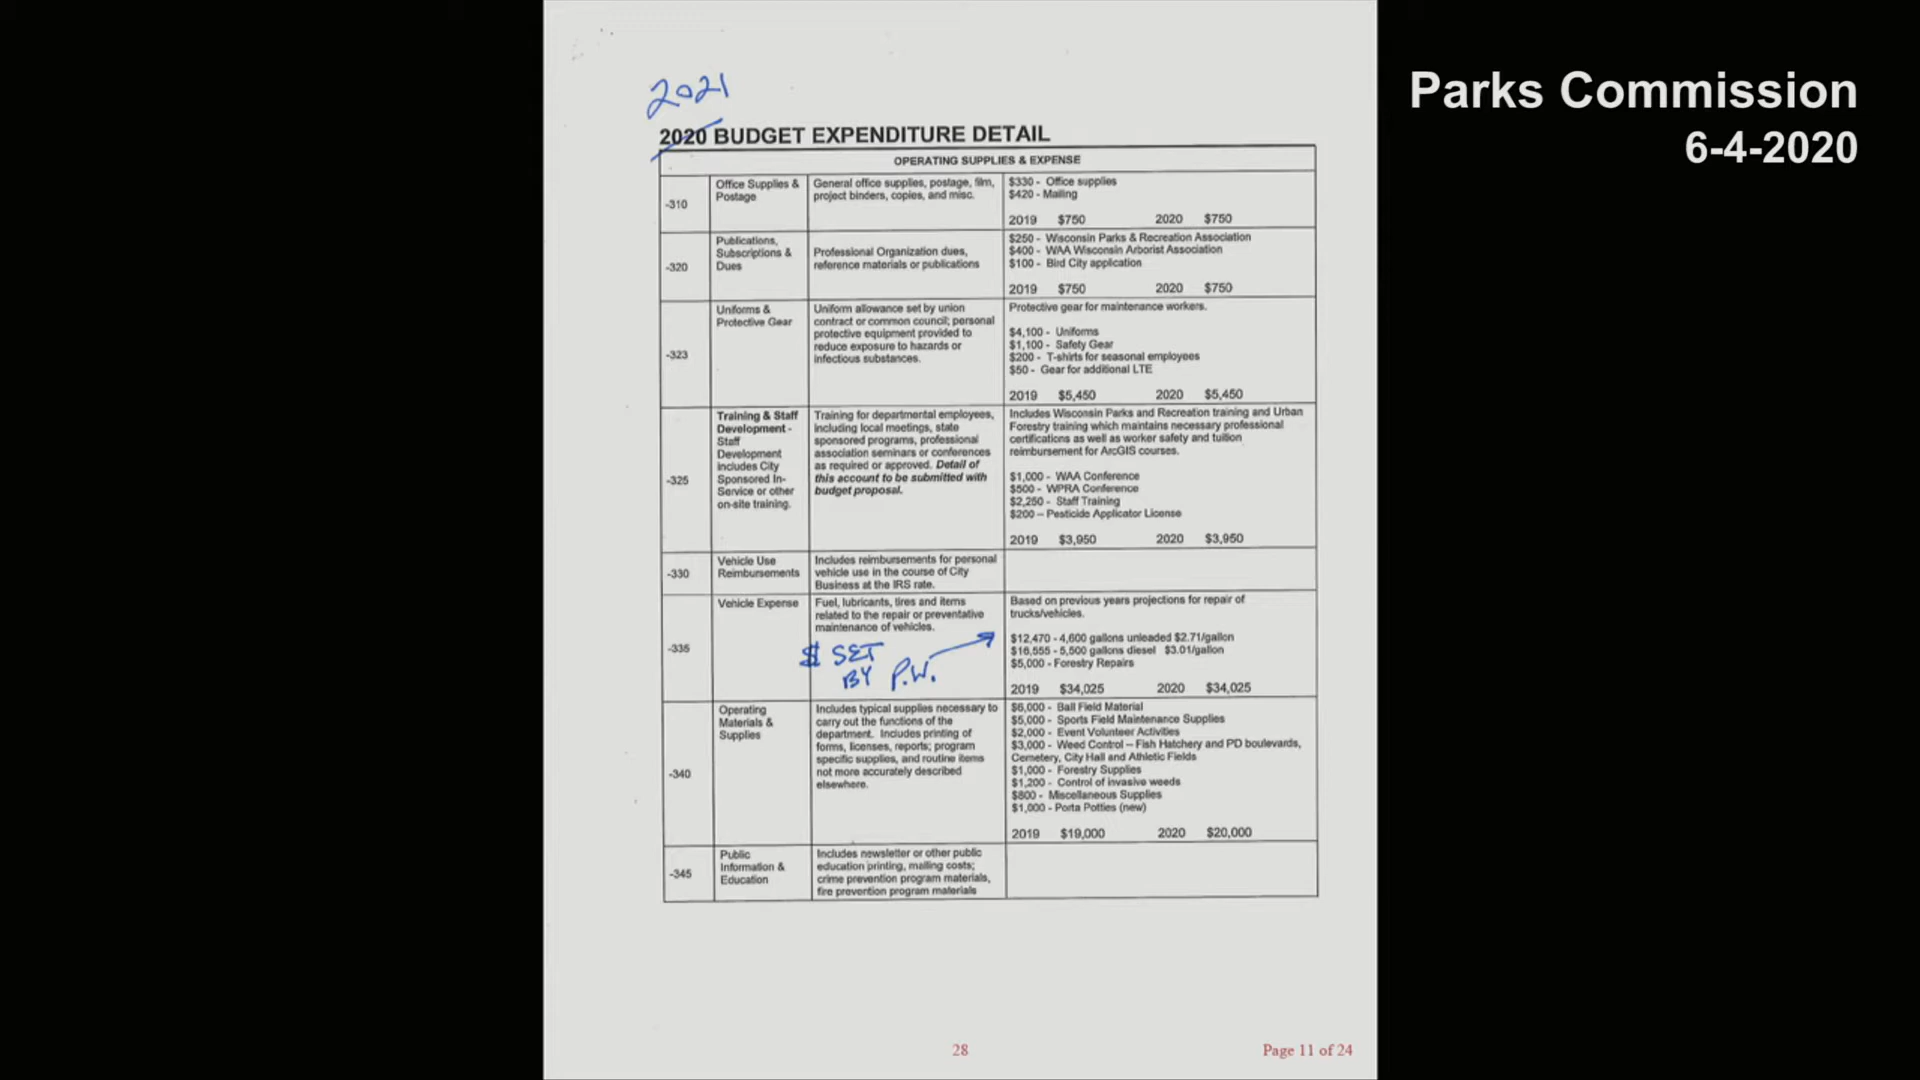 Parks Commission
6-4-2020
2021
2020 BUDGET EXPENDITURE DETAIL
OPERATING SUPPLIES & EXPENSE
-310
Office Supplies &
Postage
General office supplies, postage, film,
project binders, copies, and misc.
$330 - Office supplies
$420 - Mailing
2019 $750 2020 $750
-320
Publications,
Subscriptions &
Dues
Professional Organization dues,
reference materials or publications
$250 - Wisconsin Parks & Recreation Association
$400 - WAA Wisconsin Arborist Association
$100 - Bird City application
2019 $750 2020 $750
-323
Uniforms &
Protective Gear
Uniform allowance set by union
contract or common council; personal
protective equipment provided to
reduce exposure to hazards or
infectious substances.
Protective gear for maintenance workers.
$4,100 - Uniforms
$1,100 - Safety Gear
$200 - T-shirts for seasonal employees
$50 - Gear for additional LTE
2019 $5,450 2020 $5,450
-325
Training & Staff
Development -
Staff
Development
includes City
Sponsored In-
Service or other
on-site training.
Training for departmental employees,
including local meetings, state
sponsored programs, professional
association seminars or conferences
as required or approved. Detail of
this account to be submitted with
budget proposal.
Includes Wisconsin Parks and Recreation training and Urban
Forestry training which maintains necessary professional
certifications as well as worker safety and tuition
reimbursement for ArcGIS courses.
$1,000 - WAA Conference
$500 - WPRA Conference
$2,250 - Staff Training
$200 – Pesticide Applicator License
2019 $3,950 2020 $3,950
-330
Vehicle Use
Reimbursements
Includes reimbursements for personal
vehicle use in the course of City
Business at the IRS rate.
-335
Vehicle Expense
Fuel, lubricants, tires and items
related to the repair or preventative
maintenance of vehicles.
$ SET
BY P.W.
Based on previous years projections for repair of
trucks/vehicles.
$12,470 - 4,600 gallons unleaded $2.71/gallon
$16,555 - 5,500 gallons diesel $3.01/gallon
$5,000 - Forestry Repairs
2019 $34,025 2020 $34,025
-340
Operating
Materials &
Supplies
Includes typical supplies necessary to
carry out the functions of the
department. Includes printing of
forms, licenses, reports; program
specific supplies, and routine items
not more accurately described
elsewhere.
$6,000 - Ball Field Material
$5,000 - Sports Field Maintenance Supplies
$2,000 - Event Volunteer Activities
$3,000 - Weed Control – Fish Hatchery and PD boulevards,
Cemetery, City Hall and Athletic Fields
$1,000 - Forestry Supplies
$1,200 - Control of invasive weeds
$800 - Miscellaneous Supplies
$1,000 - Porta Potties (new)
2019 $19,000 2020 $20,000
-345
Public
Information &
Education
Includes newsletter or other public
education printing, mailing costs;
crime prevention program materials,
fire prevention program materials
28
Page 11 of 24